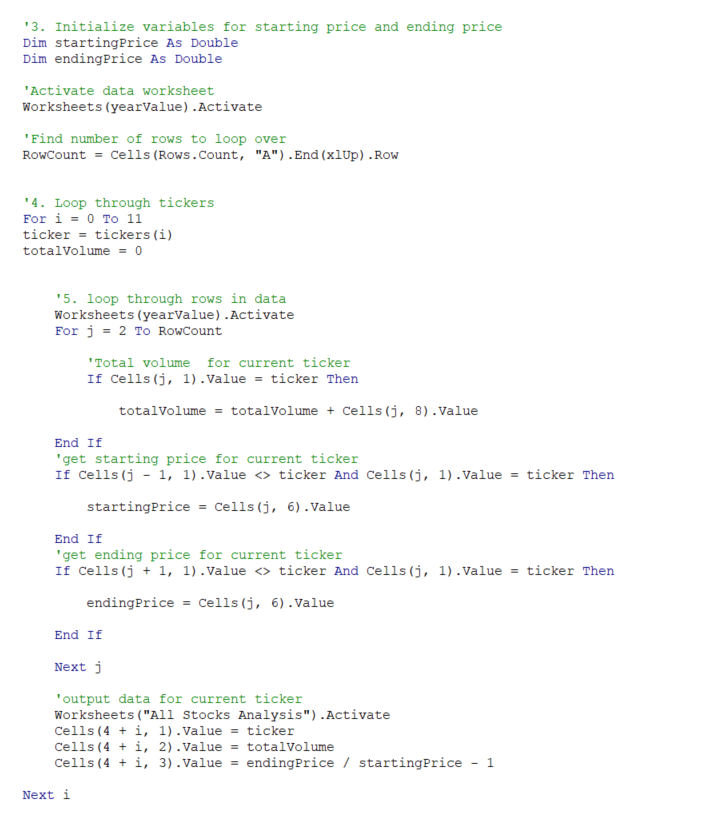 '3. Initialize variables for starting price and ending price
Dim startingPrice As Double
Dim endingPrice As Double
'Activate data worksheet
Worksheets(yearValue).Activate
'Find number of rows to loop over
RowCount = Cells(Rows.Count, "A").End(xlUp).Row
'4. Loop through tickers
For i = 0 To 11
ticker = tickers(i)
totalVolume = 0
'5. loop through rows in data
Worksheets(yearValue).Activate
For j = 2 To RowCount
'Total volume  for current ticker
If Cells(j, 1).Value = ticker Then
totalVolume = totalVolume + Cells(j, 8).Value
End If
'get starting price for current ticker
If Cells(j - 1, 1).Value <> ticker And Cells(j, 1).Value = ticker Then
startingPrice = Cells(j, 6).Value
End If
'get ending price for current ticker
If Cells(j + 1, 1).Value <> ticker And Cells(j, 1).Value = ticker Then
endingPrice = Cells(j, 6).Value
End If
Next j
'output data for current ticker
Worksheets("All Stocks Analysis").Activate
Cells(4 + i, 1).Value = ticker
Cells(4 + i, 2).Value = totalVolume
Cells(4 + i, 3).Value = endingPrice / startingPrice - 1
Next i